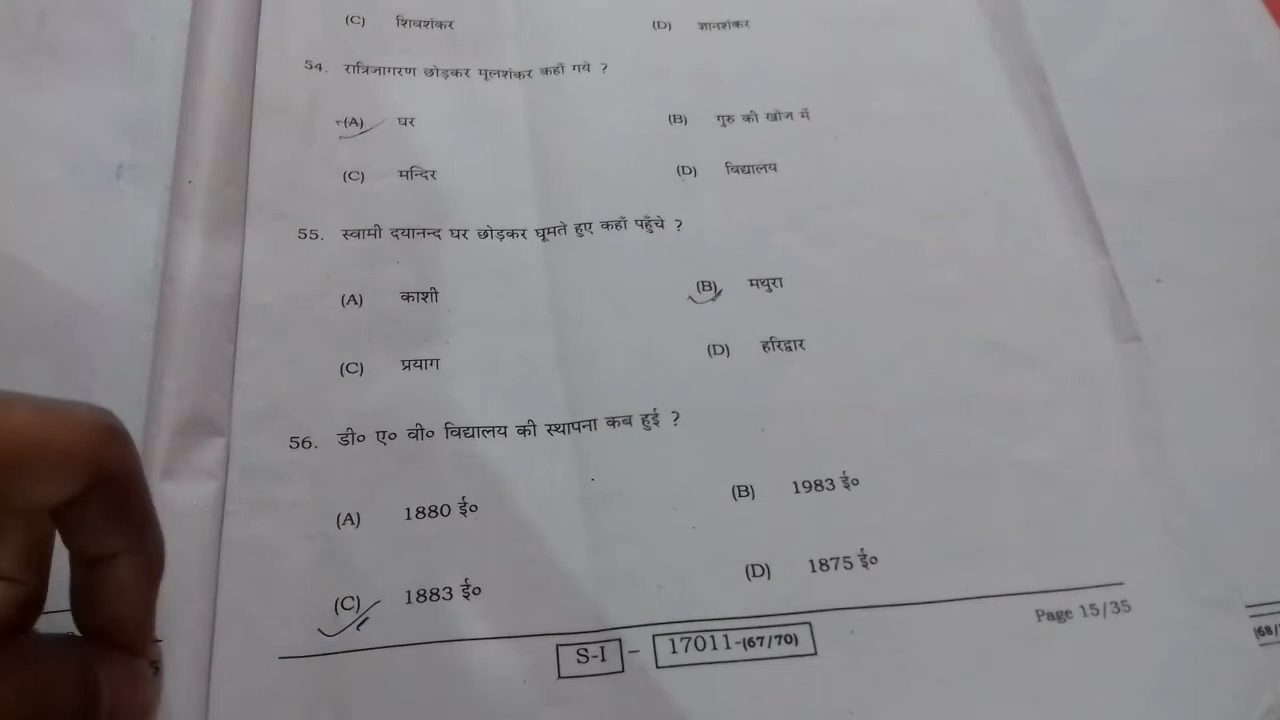 (C) शिवशंकर (D) ज्ञानशंकर
54. रात्रिजागरण छोड़कर मूलशंकर कहाँ गये ?
(A) घर (B) गुरु की खोज में
(C) मन्दिर (D) विद्यालय
55. स्वामी दयानन्द घर छोड़कर घूमते हुए कहाँ पहुँचे ?
(A) काशी (B) मथुरा
(C) प्रयाग (D) हरिद्वार
56. डी० ए० वी० विद्यालय की स्थापना कब हुई ?
(A) 1880 ई० (B) 1983 ई०
(C) 1883 ई० (D) 1875 ई०
S-I – 17011-(67/70) Page 15/35
(68/